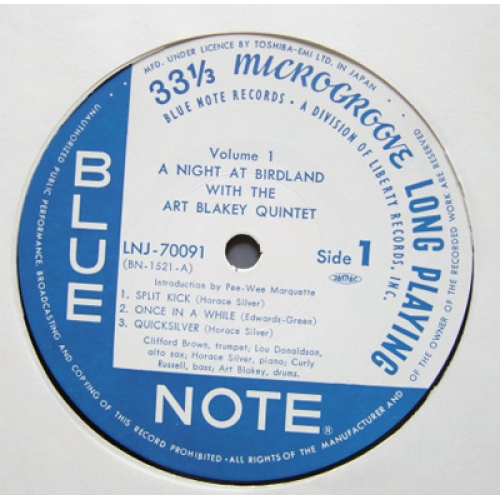 MFD. UNDER LICENCE BY TOSHIBA-EMI LTD. IN JAPAN
33 1/3 MICROGROOVE LONG PLAYING
BLUE NOTE RECORDS • A DIVISION OF LIBERTY RECORDS, INC.
Volume 1
A NIGHT AT BIRDLAND
WITH THE
ART BLAKEY QUINTET
LNJ-70091
(BN-1521-A)
Side 1
Introduction by Pee-Wee Marquette
1. SPLIT KICK (Horace Silver)
2. ONCE IN A WHILE (Edwards-Green)
3. QUICKSILVER (Horace Silver)
Clifford Brown, trumpet; Lou Donaldson,
alto sax; Horace Silver, piano; Curly
Russell, bass; Art Blakey, drums.
BLUE
NOTE®
UNAUTHORIZED PUBLIC PERFORMANCE, BROADCASTING AND COPYING OF THIS RECORD PROHIBITED • ALL RIGHTS OF THE MANUFACTURER AND OF THE OWNER OF THE RECORDED WORK ARE RESERVED